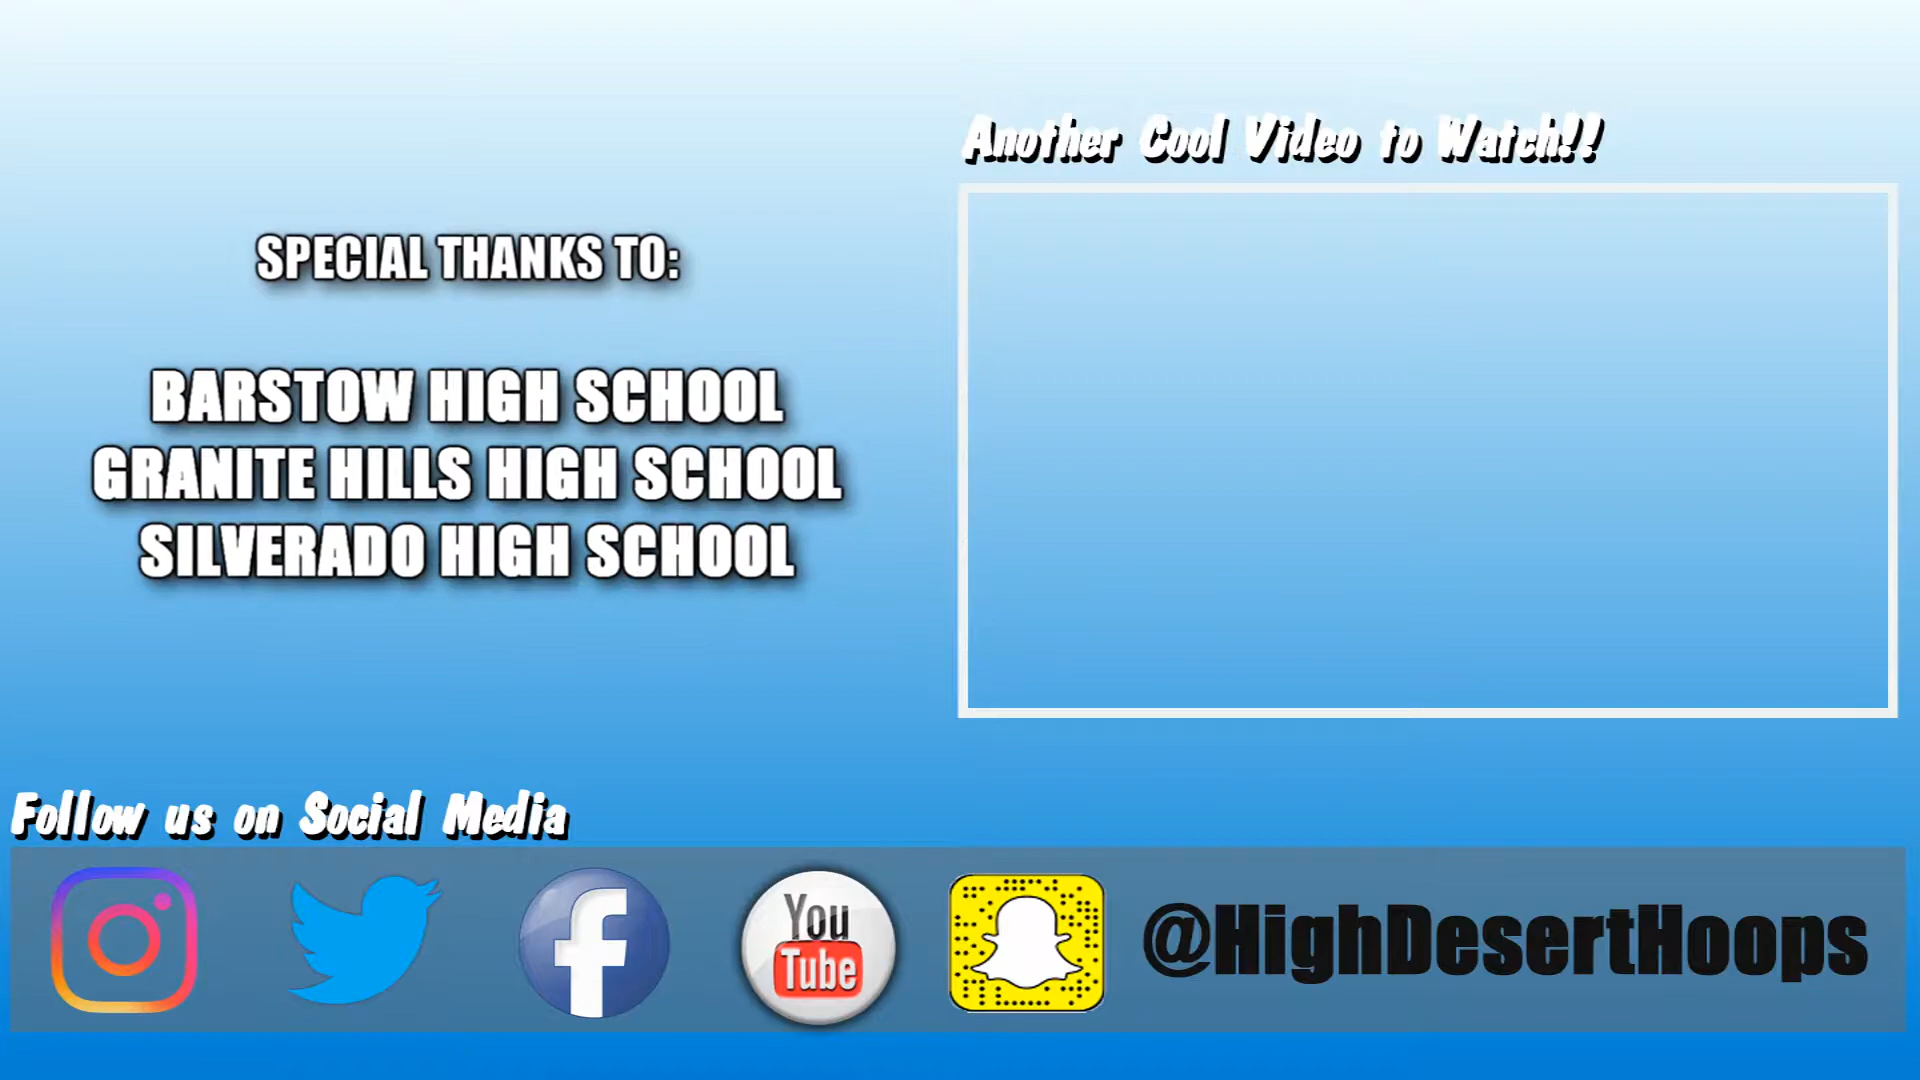 Another Cool Video to Watch!!
SPECIAL THANKS TO:
BARSTOW HIGH SCHOOL
GRANITE HILLS HIGH SCHOOL
SILVERADO HIGH SCHOOL
Follow us on Social Media
You
Tube
@HighDesertHoops